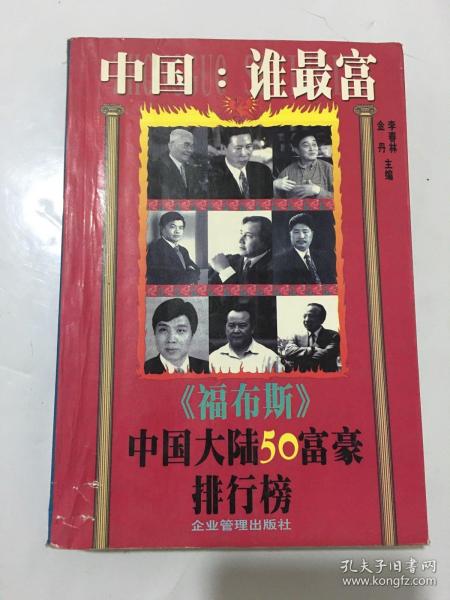 中国：谁最富
李春林
金丹 主编
《福布斯》
中国大陆50富豪
排行榜
企业管理出版社
孔夫子旧书网
www.kongfz.com